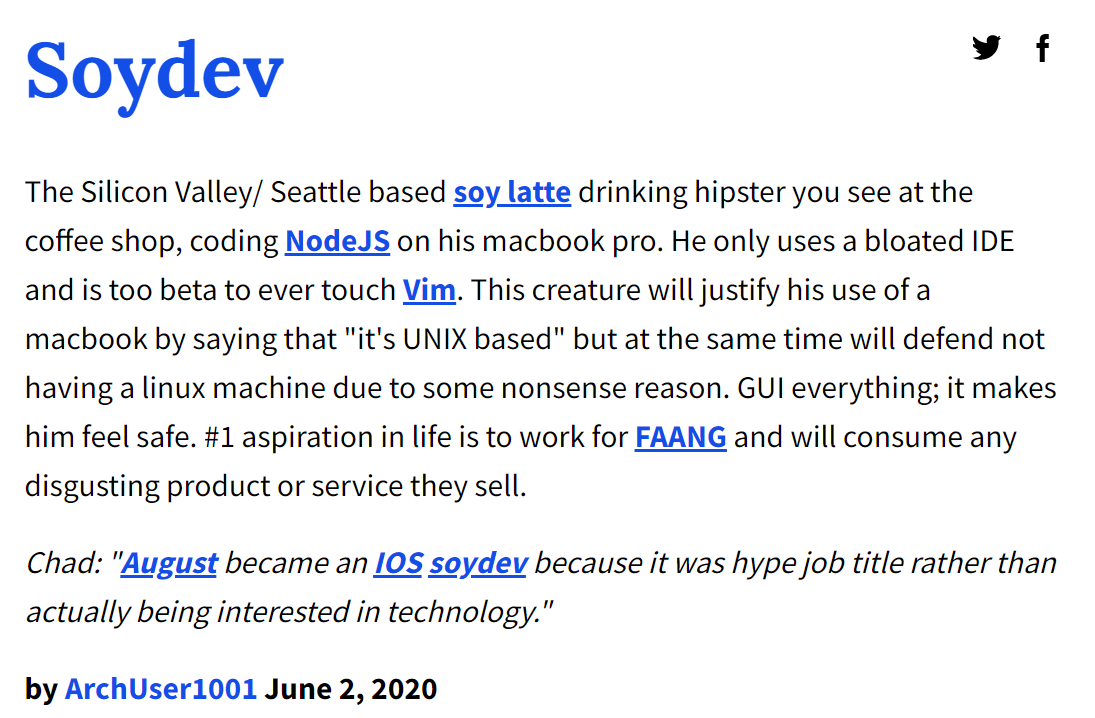 Soydev
The Silicon Valley/ Seattle based soy latte drinking hipster you see at the
coffee shop, coding NodeJS on his macbook pro. He only uses a bloated IDE
and is too beta to ever touch Vim. This creature will justify his use of a
macbook by saying that "it's UNIX based" but at the same time will defend not
having a linux machine due to some nonsense reason. GUI everything; it makes
him feel safe. #1 aspiration in life is to work for FAANG and will consume any
disgusting product or service they sell.
Chad: "August became an IOS soydev because it was hype job title rather than
actually being interested in technology."
by ArchUser1001 June 2, 2020